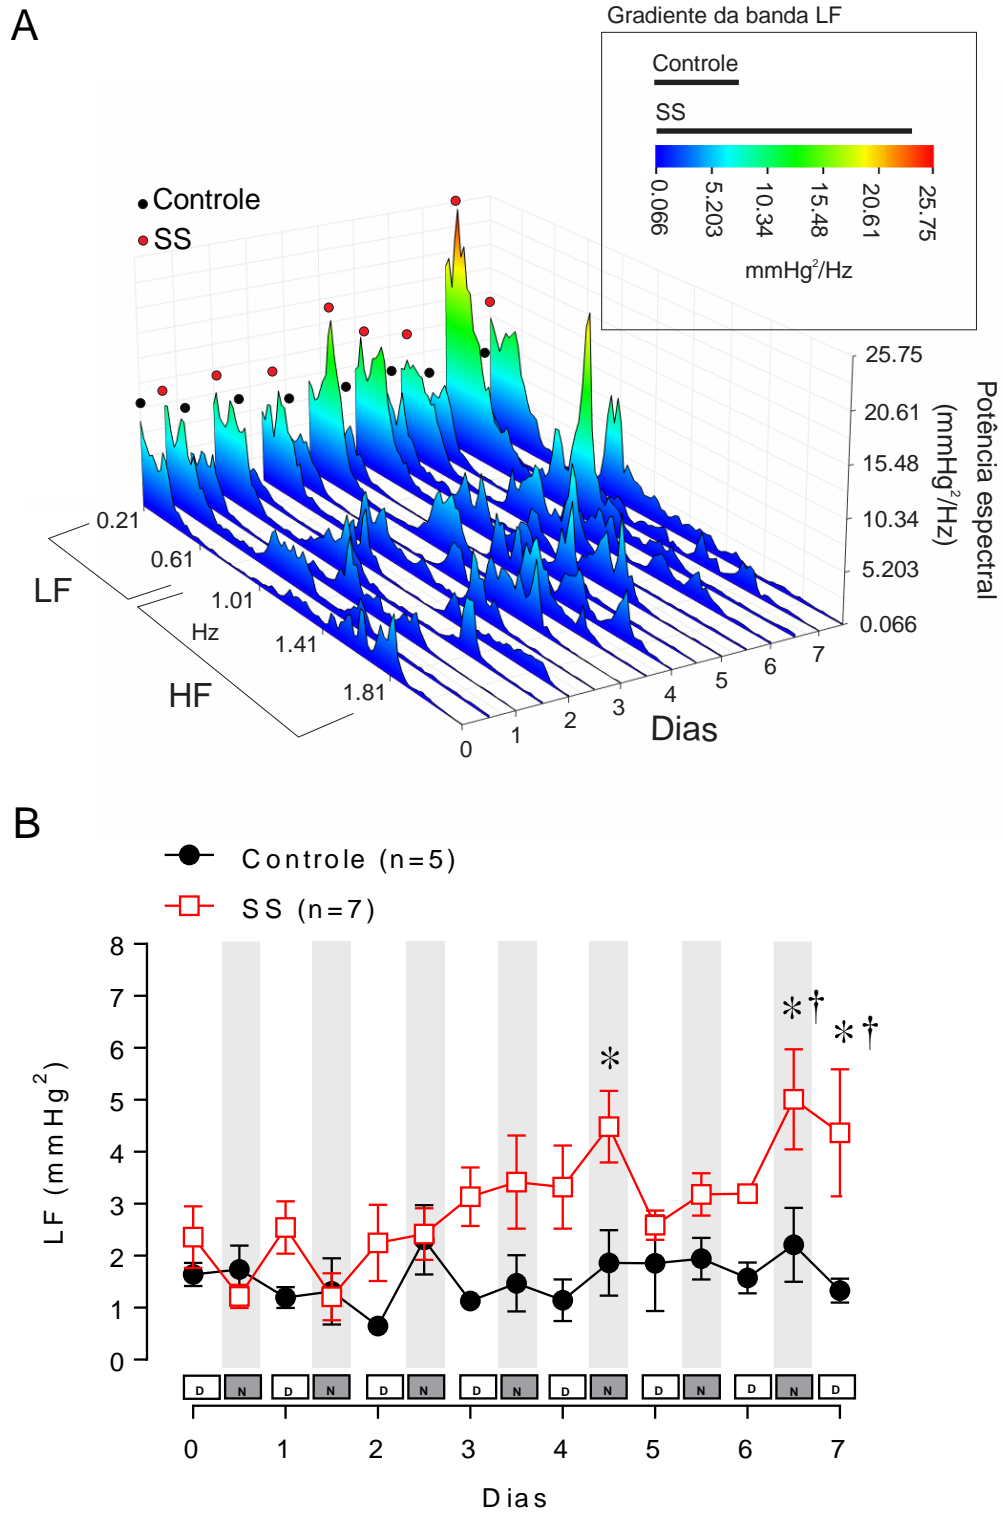 A
Gradiente da banda LF
Controle
SS
0.066
5.203
10.34
15.48
20.61
25.75
mmHg²/Hz
Controle
SS
25.75
20.61
15.48
10.34
5.203
0.066
Potência espectral
(mmHg²/Hz)
0.21
0.61
1.01
1.41
1.81
LF
Hz
HF
0
1
2
3
4
5
6
7
Dias
B
Controle (n=5)
SS (n=7)
8
7
6
5
4
3
2
1
0
LF (mmHg²)
* †
* †
*
D N D N D N D N D N D N D N D
0 1 2 3 4 5 6 7
Dias